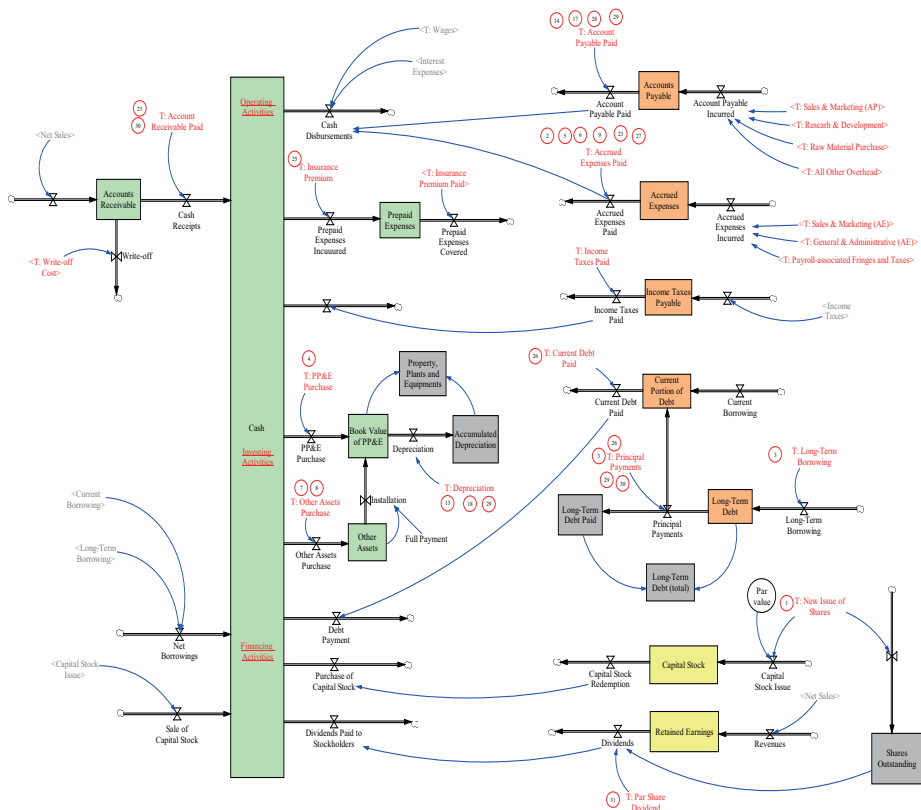 14
17
28
29
T: Account
Payable Paid
<T: Wages>
<Interest
Expenses>
Operating
Activities
Cash
Disbursements
Account
Payable Paid
Accounts
Payable
Account Payable
Incurred
<T: Sales & Marketing (AP)>
<T: Researh & Development>
<T: Raw Material Purchase>
<T: All Other Overhead>
23
30
T: Account
Receivable Paid
<Net Sales>
Accounts
Receivable
Cash
Receipts
<T: Write-off
Cost>
Write-off
2
5
6
9
23
27
T: Accrued
Expenses Paid
25
T: Insurance
Premium
<T: Insurance
Premium Paid>
Prepaid
Expenses
Incuuured
Prepaid
Expenses
Prepaid
Expenses
Covered
Accrued
Expenses
Paid
Accrued
Expenses
Accrued
Expenses
Incurred
<T: Sales & Marketing (AE)>
<T: General & Administrative (AE)>
<T: Payroll-associated Fringes and Taxes>
T: Income
Taxes Paid
Income Taxes
Paid
Income Taxes
Payable
<Income
Taxes>
4
T: PP&E
Purchase
Property,
Plants and
Equipments
26
T: Current Debt
Paid
Current Debt
Paid
Current
Portion of
Debt
Current
Borrowing
Cash
Investing
Activities
PP&E
Purchase
Book Value
of PP&E
Depreciation
Accumulated
Depreciation
26
3
T: Principal
Payments
29
30
3
T: Long-Term
Borrowing
7
8
T: Other Assets
Purchase
Installation
T: Depreciation
13
18
29
Other Assets
Purchase
Other
Assets
Full Payment
Long-Term
Debt Paid
Principal
Payments
Long-Term
Debt
Long-Term
Borrowing
<Current
Borrowing>
<Long-Term
Borrowing>
Long-Term
Debt (total)
Net
Borrowings
Debt
Payment
Par
value
1
T: New Issue of
Shares
Financing
Activities
<Capital Stock
Issue>
Purchase of
Capital Stock
Capital Stock
Redemption
Capital Stock
Capital
Stock Issue
Sale of
Capital Stock
Dividends Paid to
Stockholders
Dividends
Retained Earnings
Revenues
<Net Sales>
Shares
Outstanding
31
T: Par Share
Dividend